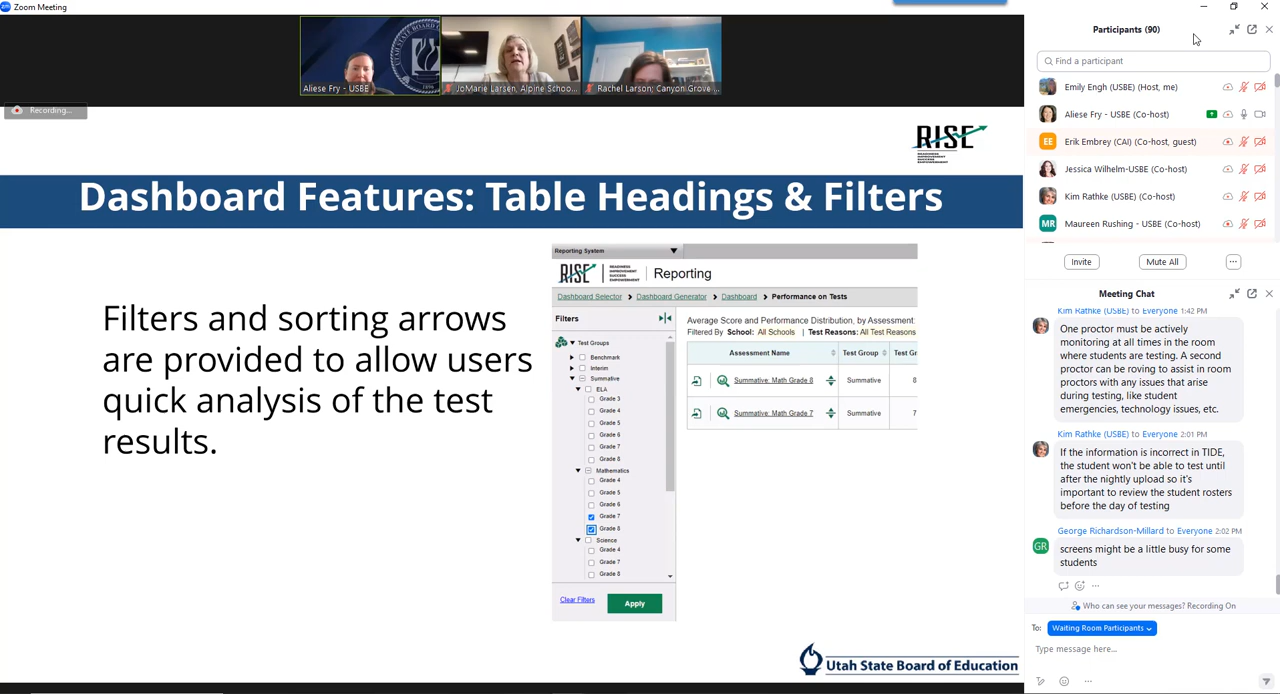 Zoom Meeting
Aliese Fry - USBE
JoMarie Larsen, Alpine Schoo...
Rachel Larson; Canyon Grove ...
Recording...
RISE
READINESS
IMPROVEMENT
SUCCESS
EMPOWERMENT
Dashboard Features: Table Headings & Filters
Filters and sorting arrows
are provided to allow users
quick analysis of the test
results.
Reporting System
RISE
READINESS
IMPROVEMENT
SUCCESS
EMPOWERMENT
Reporting
Dashboard Selector
Dashboard Generator
Dashboard
Performance on Tests
Filters
Test Groups
Benchmark
Interim
Summative
ELA
Grade 3
Grade 4
Grade 5
Grade 6
Grade 7
Grade 8
Mathematics
Grade 4
Grade 5
Grade 6
Grade 7
Grade 8
Science
Grade 4
Grade 7
Grade 8
Clear Filters
Apply
Average Score and Performance Distribution, by Assessment:
Filtered By School: All Schools | Test Reasons: All Test Reasons
Assessment Name
Test Group
Test Gr
Summative: Math Grade 8
Summative
8
Summative: Math Grade 7
Summative
7
Utah State Board of Education
Participants (90)
Find a participant
Emily Engh (USBE) (Host, me)
Aliese Fry - USBE (Co-host)
EE
Erik Embrey (CAI) (Co-host, guest)
Jessica Wilhelm-USBE (Co-host)
Kim Rathke (USBE) (Co-host)
MR
Maureen Rushing - USBE (Co-host)
Invite
Mute All
Meeting Chat
Kim Rathke (USBE) to Everyone 1:42 PM
One proctor must be actively
monitoring at all times in the room
where students are testing. A second
proctor can be roving to assist in room
proctors with any issues that arise
during testing, like student
emergencies, technology issues, etc.
Kim Rathke (USBE) to Everyone 2:01 PM
If the information is incorrect in TIDE,
the student won't be able to test until
after the nightly upload so it's
important to review the student rosters
before the day of testing
George Richardson-Millard to Everyone 2:02 PM
GR
screens might be a little busy for some
students
Who can see your messages? Recording On
To:
Waiting Room Participants
Type message here...